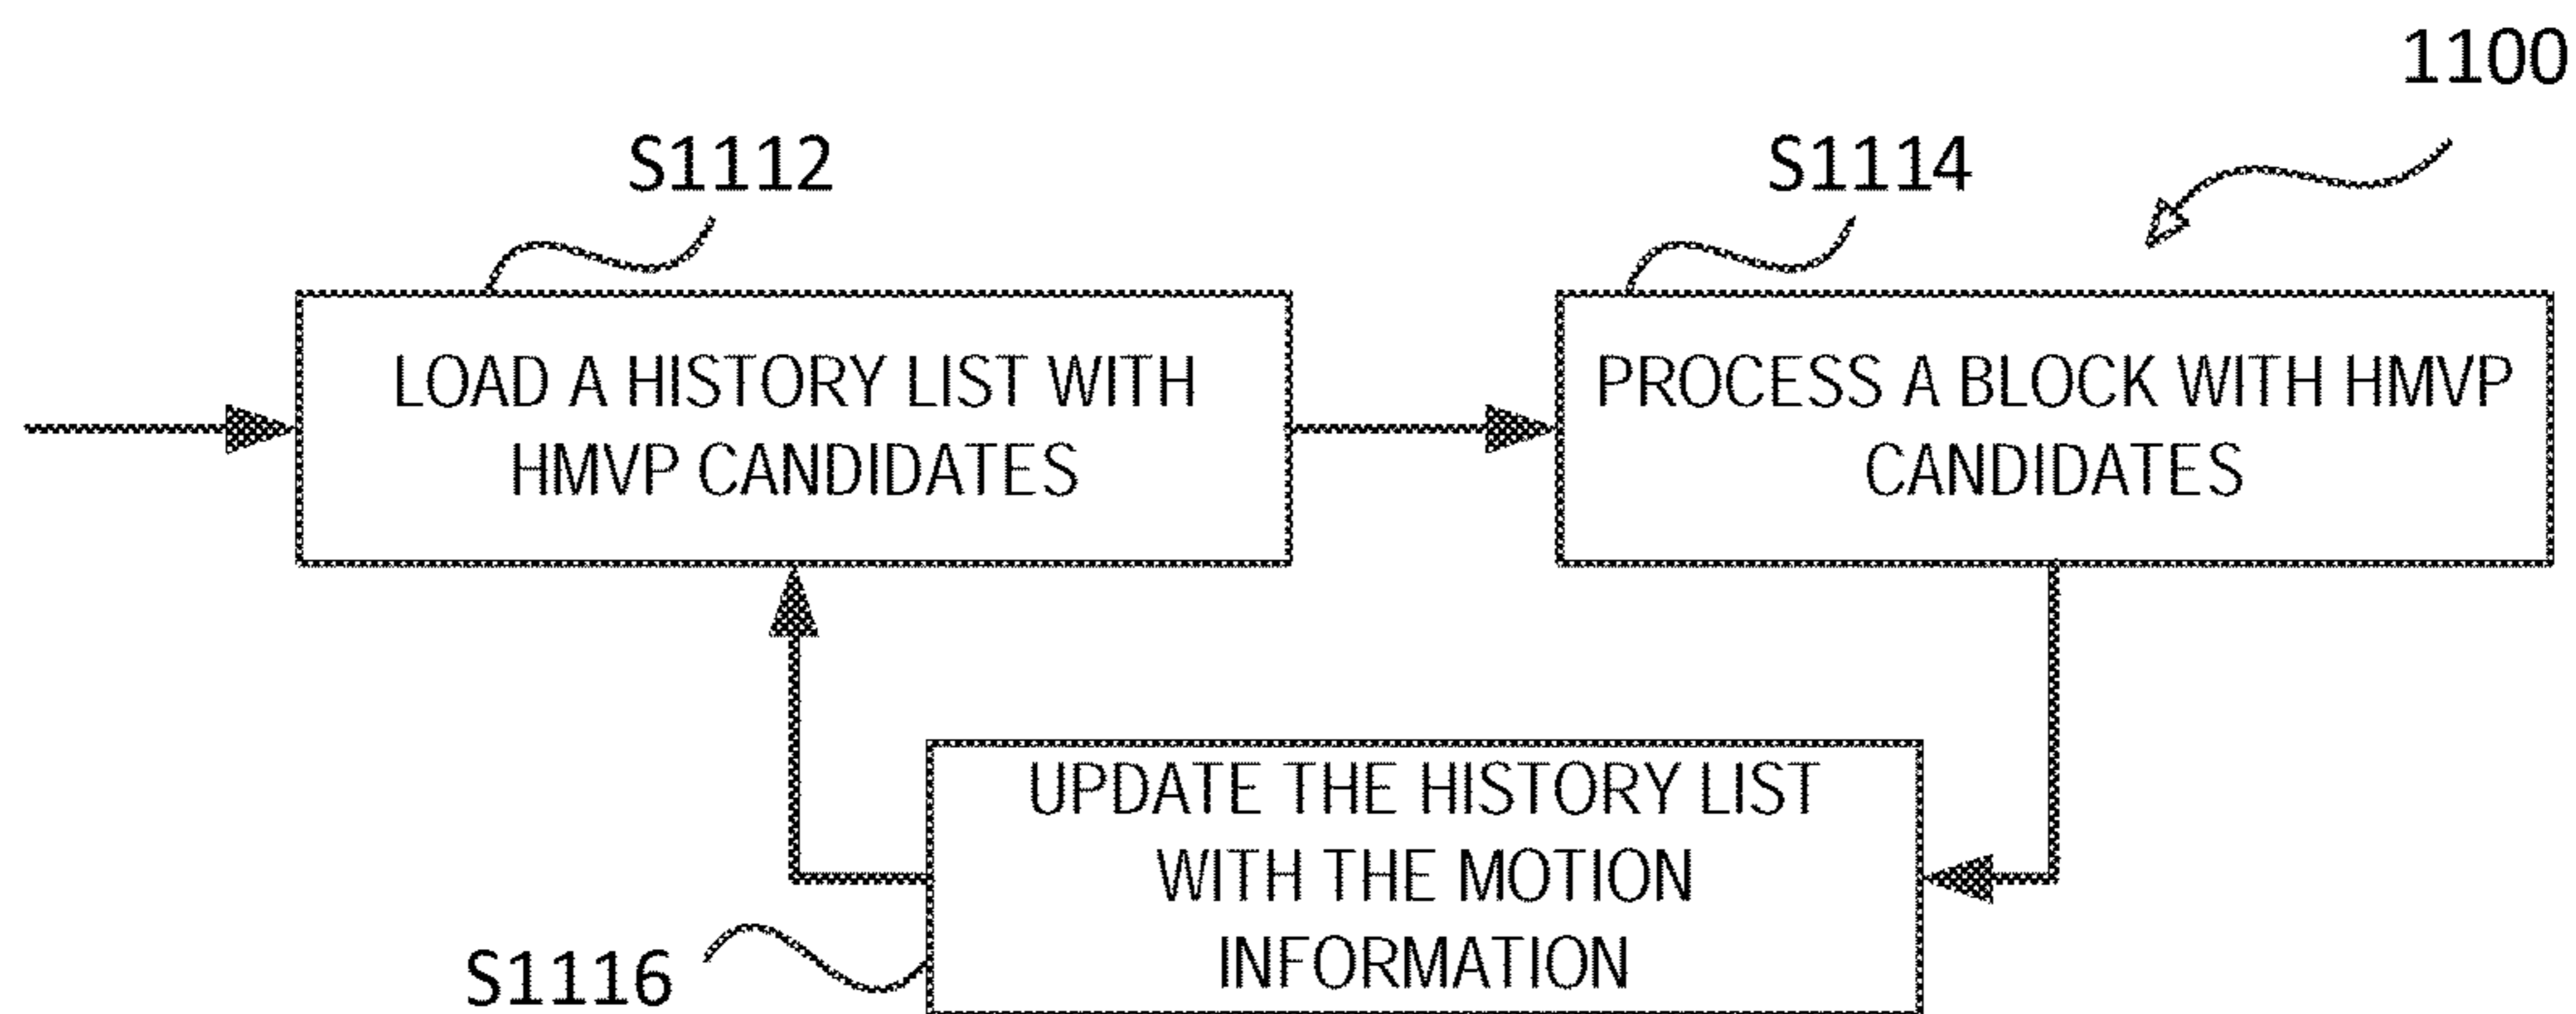 1100
S1112
S1114
LOAD A HISTORY LIST WITH
HMVP CANDIDATES
PROCESS A BLOCK WITH HMVP
CANDIDATES
UPDATE THE HISTORY LIST
WITH THE MOTION
INFORMATION
S1116